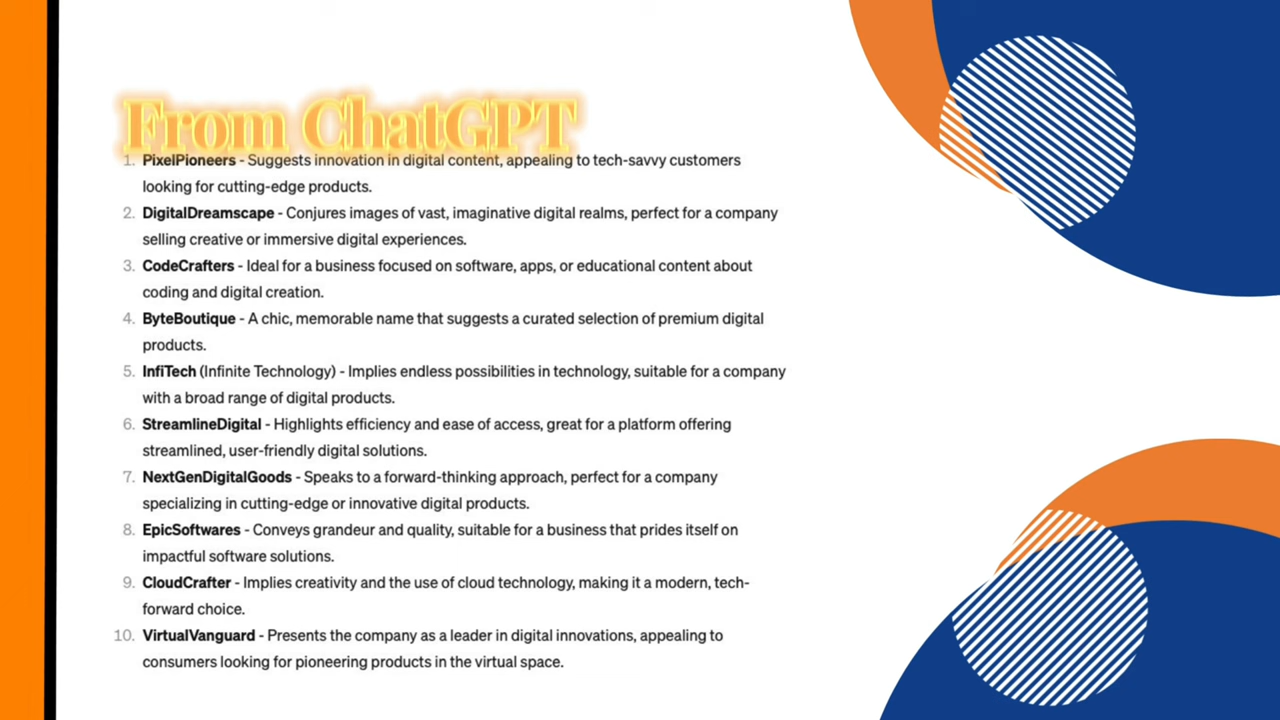 From ChatGPT
1. PixelPioneers - Suggests innovation in digital content, appealing to tech-savvy customers
looking for cutting-edge products.
2. DigitalDreamscape - Conjures images of vast, imaginative digital realms, perfect for a company
selling creative or immersive digital experiences.
3. CodeCrafters - Ideal for a business focused on software, apps, or educational content about
coding and digital creation.
4. ByteBoutique - A chic, memorable name that suggests a curated selection of premium digital
products.
5. InfiTech (Infinite Technology) - Implies endless possibilities in technology, suitable for a company
with a broad range of digital products.
6. StreamlineDigital - Highlights efficiency and ease of access, great for a platform offering
streamlined, user-friendly digital solutions.
7. NextGenDigitalGoods - Speaks to a forward-thinking approach, perfect for a company
specializing in cutting-edge or innovative digital products.
8. EpicSoftwares - Conveys grandeur and quality, suitable for a business that prides itself on
impactful software solutions.
9. CloudCrafter - Implies creativity and the use of cloud technology, making it a modern, tech-
forward choice.
10. VirtualVanguard - Presents the company as a leader in digital innovations, appealing to
consumers looking for pioneering products in the virtual space.